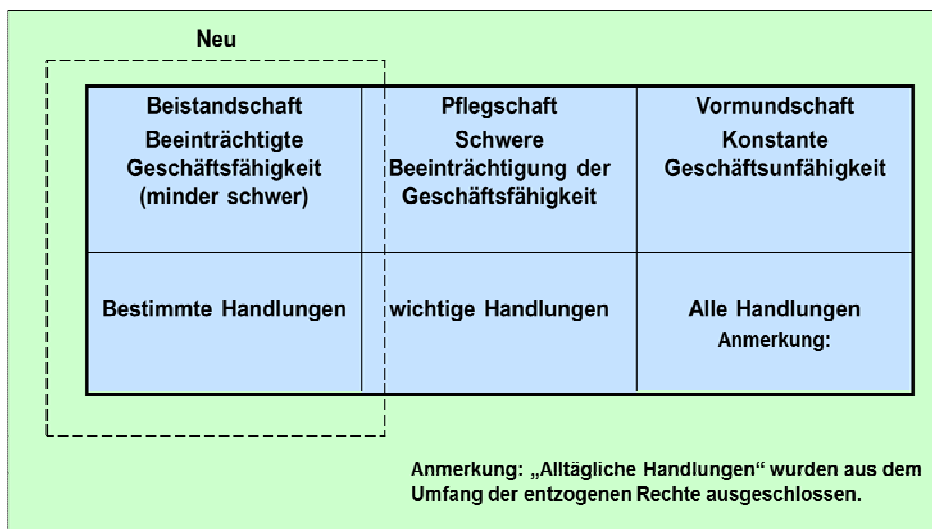 Neu
Beistandschaft
Beeinträchtigte
Geschäftsfähigkeit
(minder schwer)
Pflegschaft
Schwere
Beeinträchtigung der
Geschäftsfähigkeit
Vormundschaft
Konstante
Geschäftsunfähigkeit
Bestimmte Handlungen
wichtige Handlungen
Alle Handlungen
Anmerkung:
Anmerkung: „Alltägliche Handlungen“ wurden aus dem
Umfang der entzogenen Rechte ausgeschlossen.